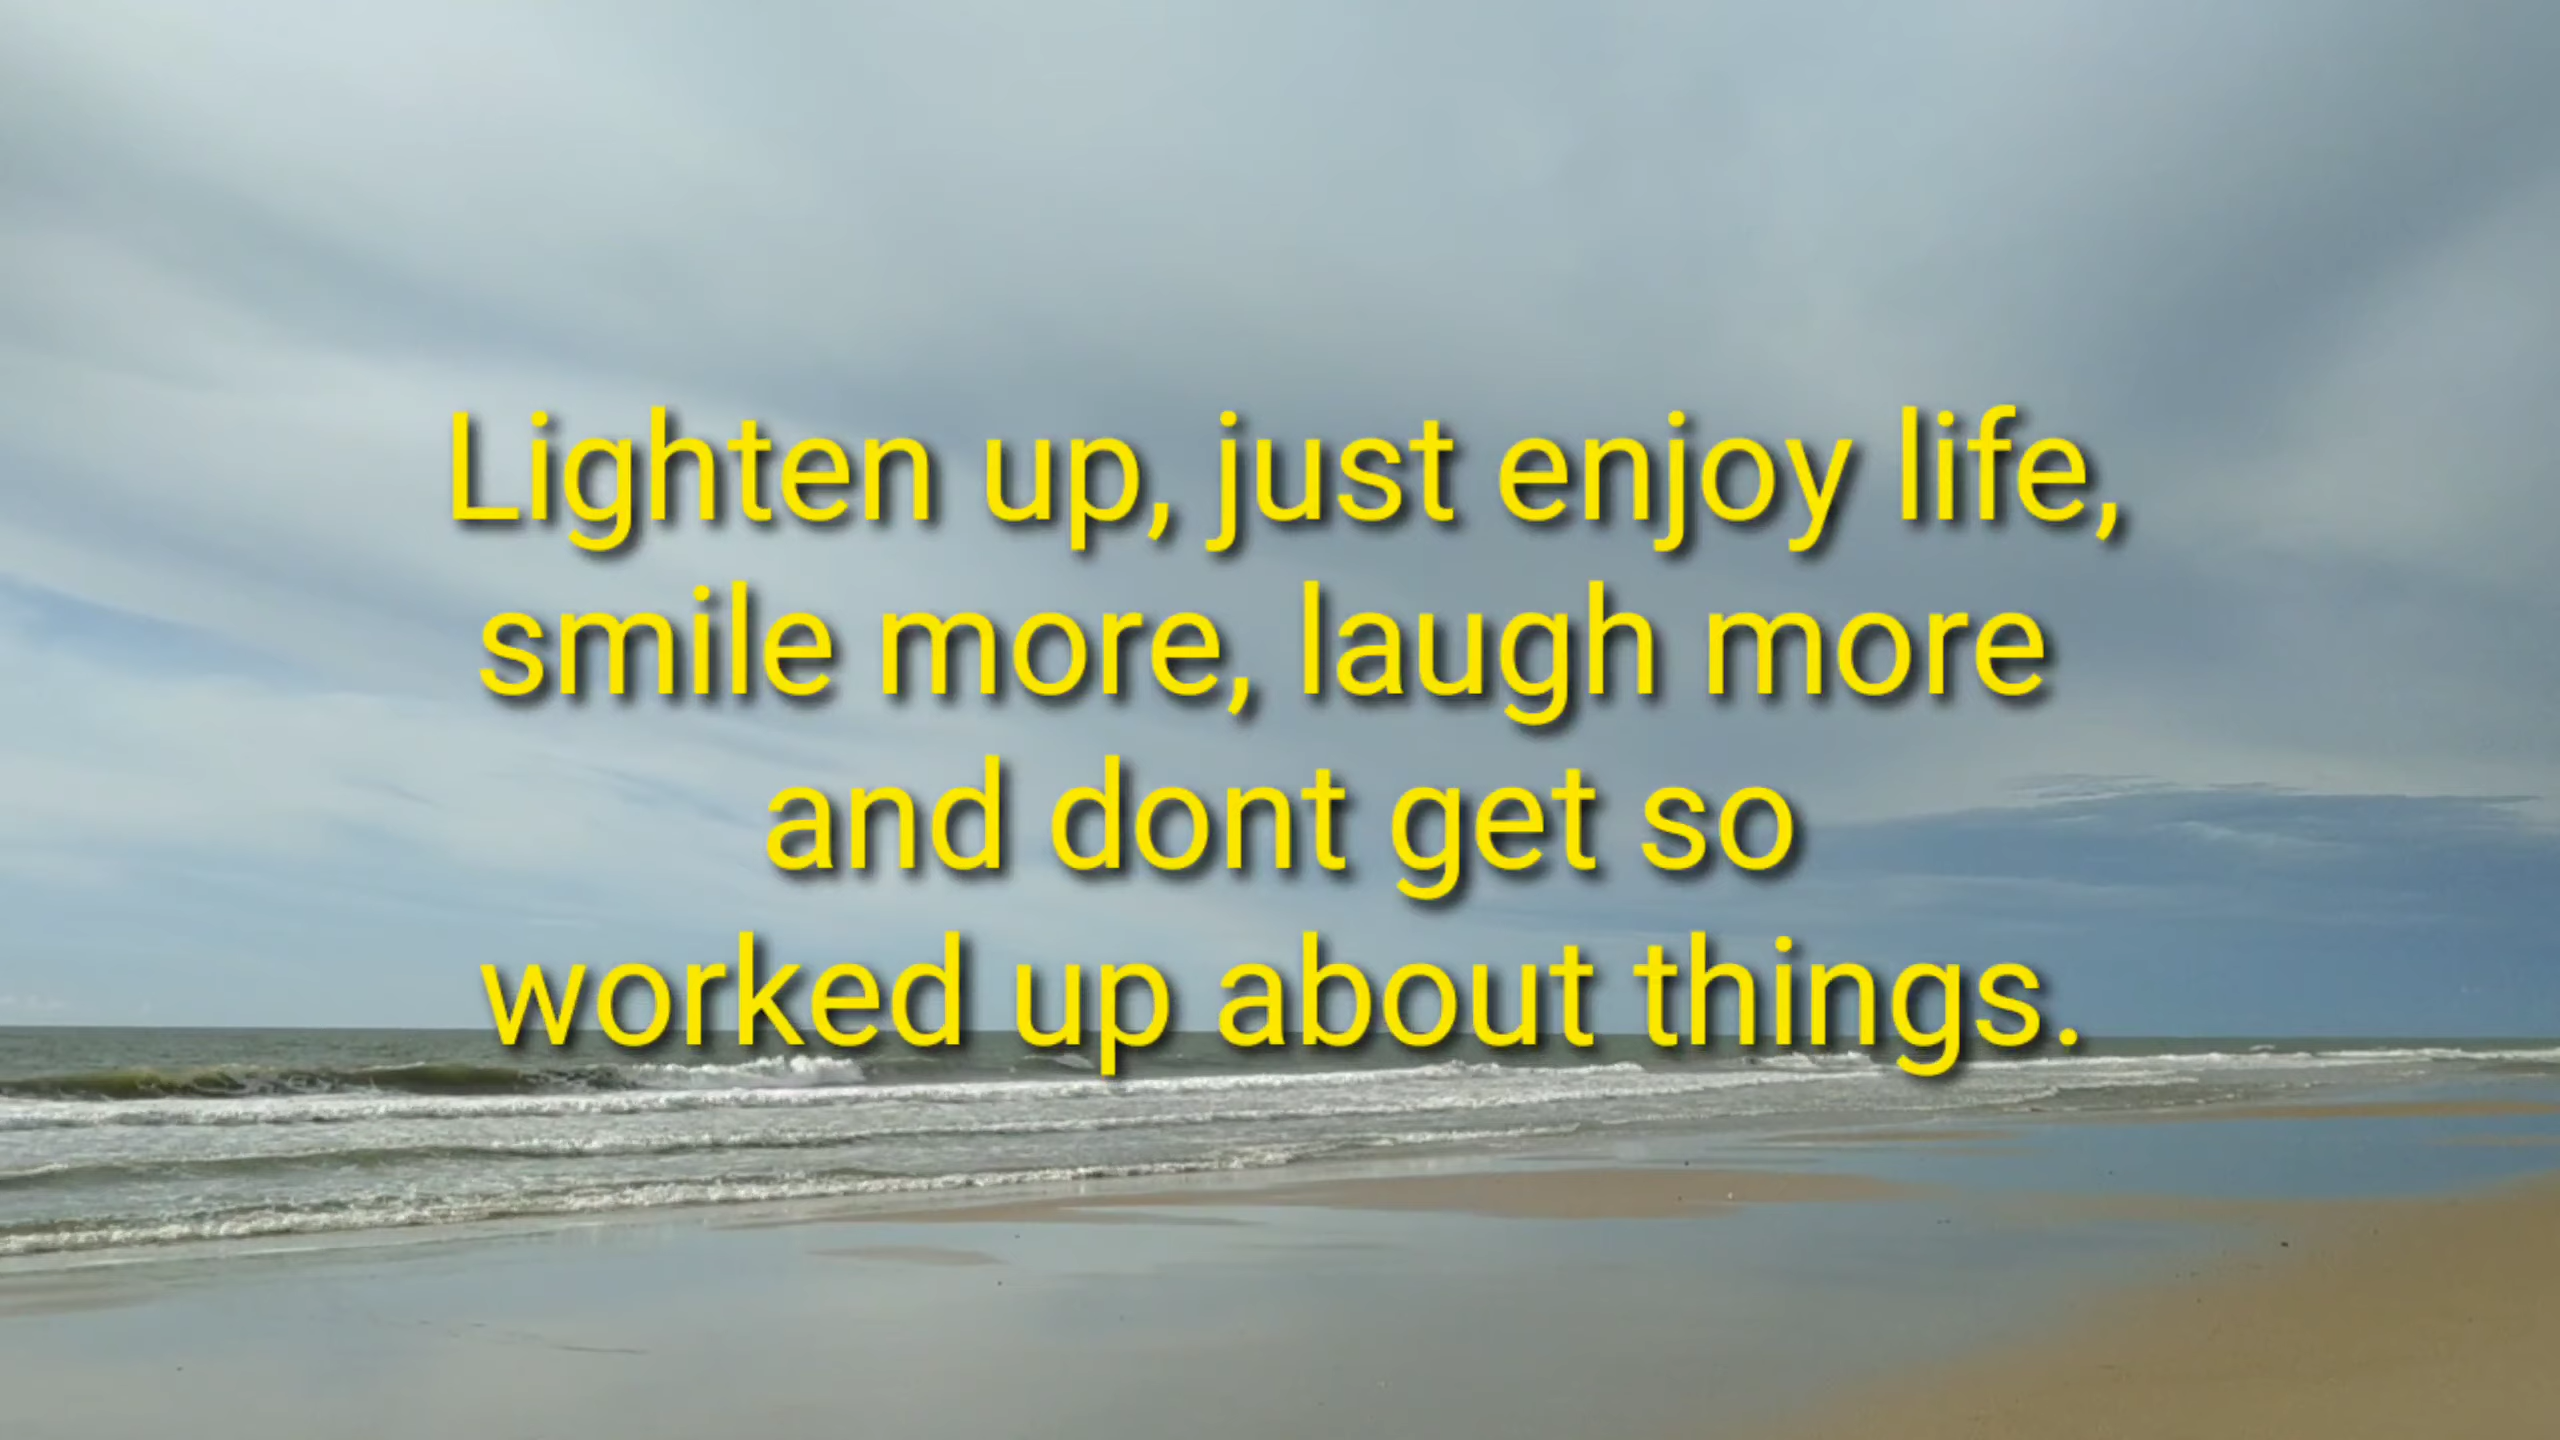 Lighten up, just enjoy life,
smile more, laugh more
and dont get so
worked up about things.